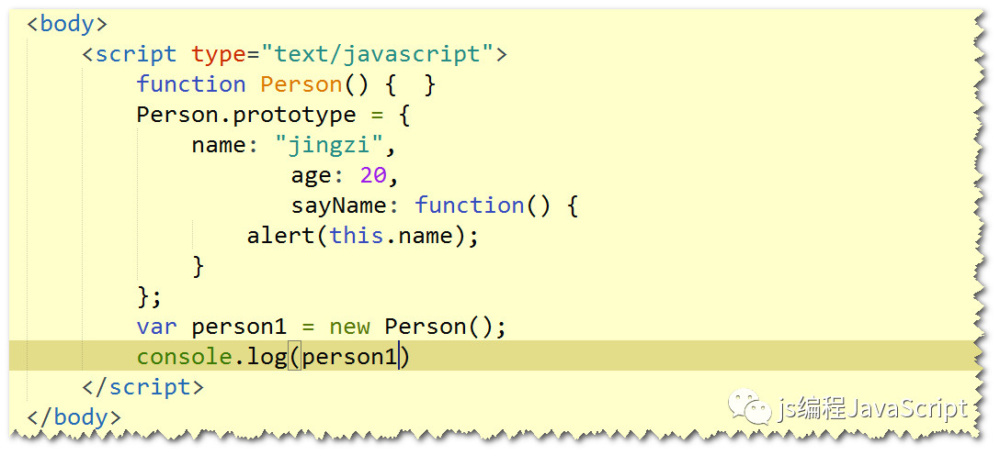 <body>
<script type="text/javascript">
function Person() {  }
Person.prototype = {
name: "jingzi",
age: 20,
sayName: function() {
alert(this.name);
}
};
var person1 = new Person();
console.log(person1)
</script>
</body>
js编程JavaScript